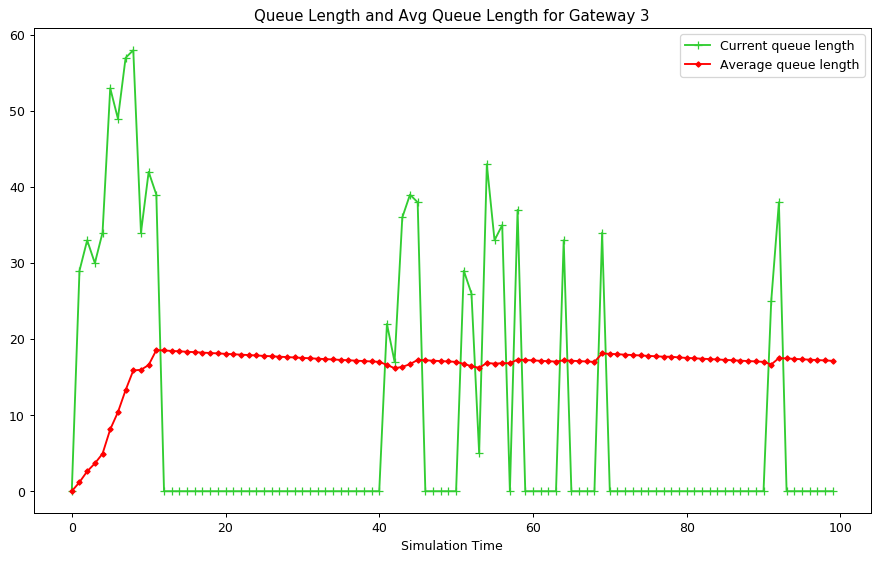 Queue Length and Avg Queue Length for Gateway 3
Current queue length
Average queue length
60
50
40
30
20
10
0
0 20 40 60 80 100
Simulation Time